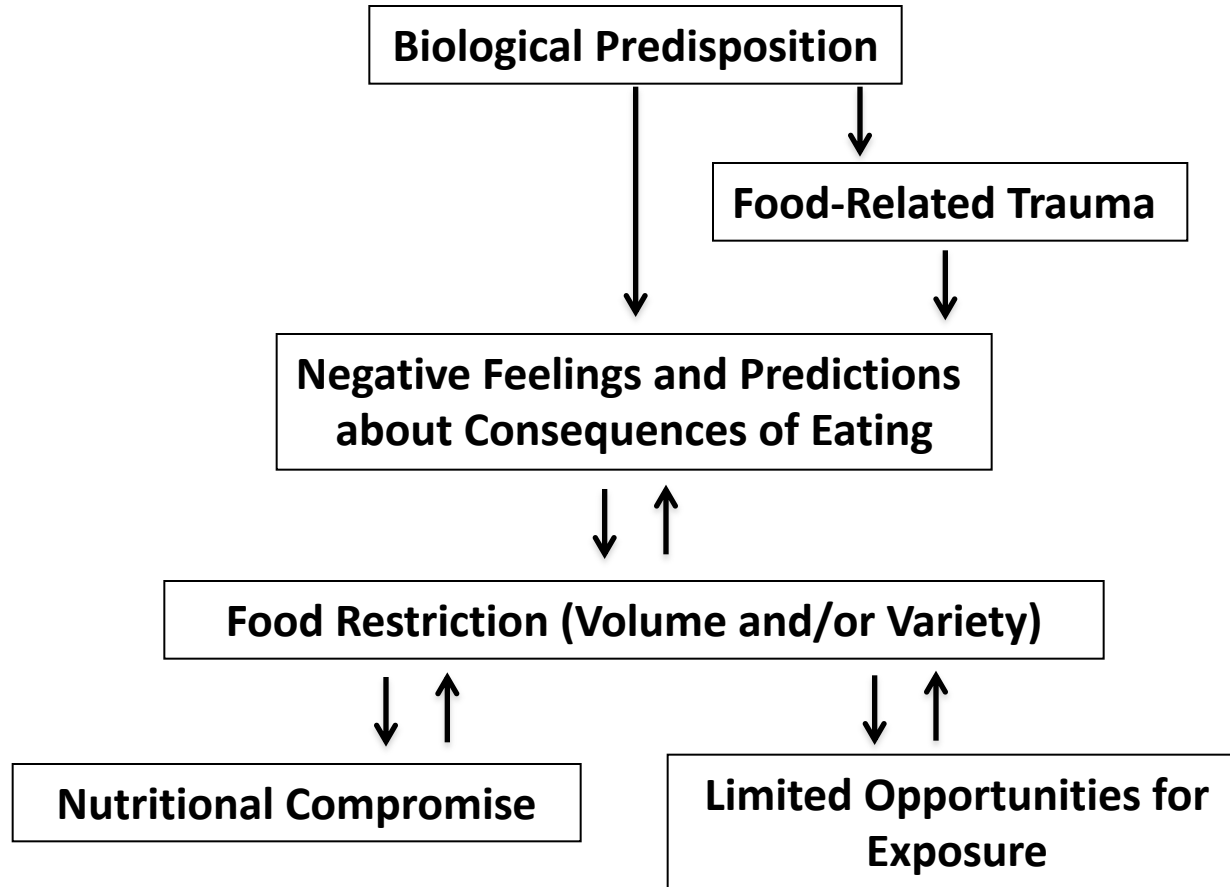 Biological Predisposition
Food-Related Trauma
Negative Feelings and Predictions
about Consequences of Eating
Food Restriction (Volume and/or Variety)
Nutritional Compromise
Limited Opportunities for
Exposure